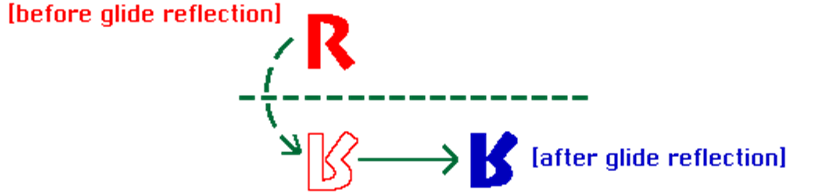 [before glide reflection]
R
[after glide reflection]